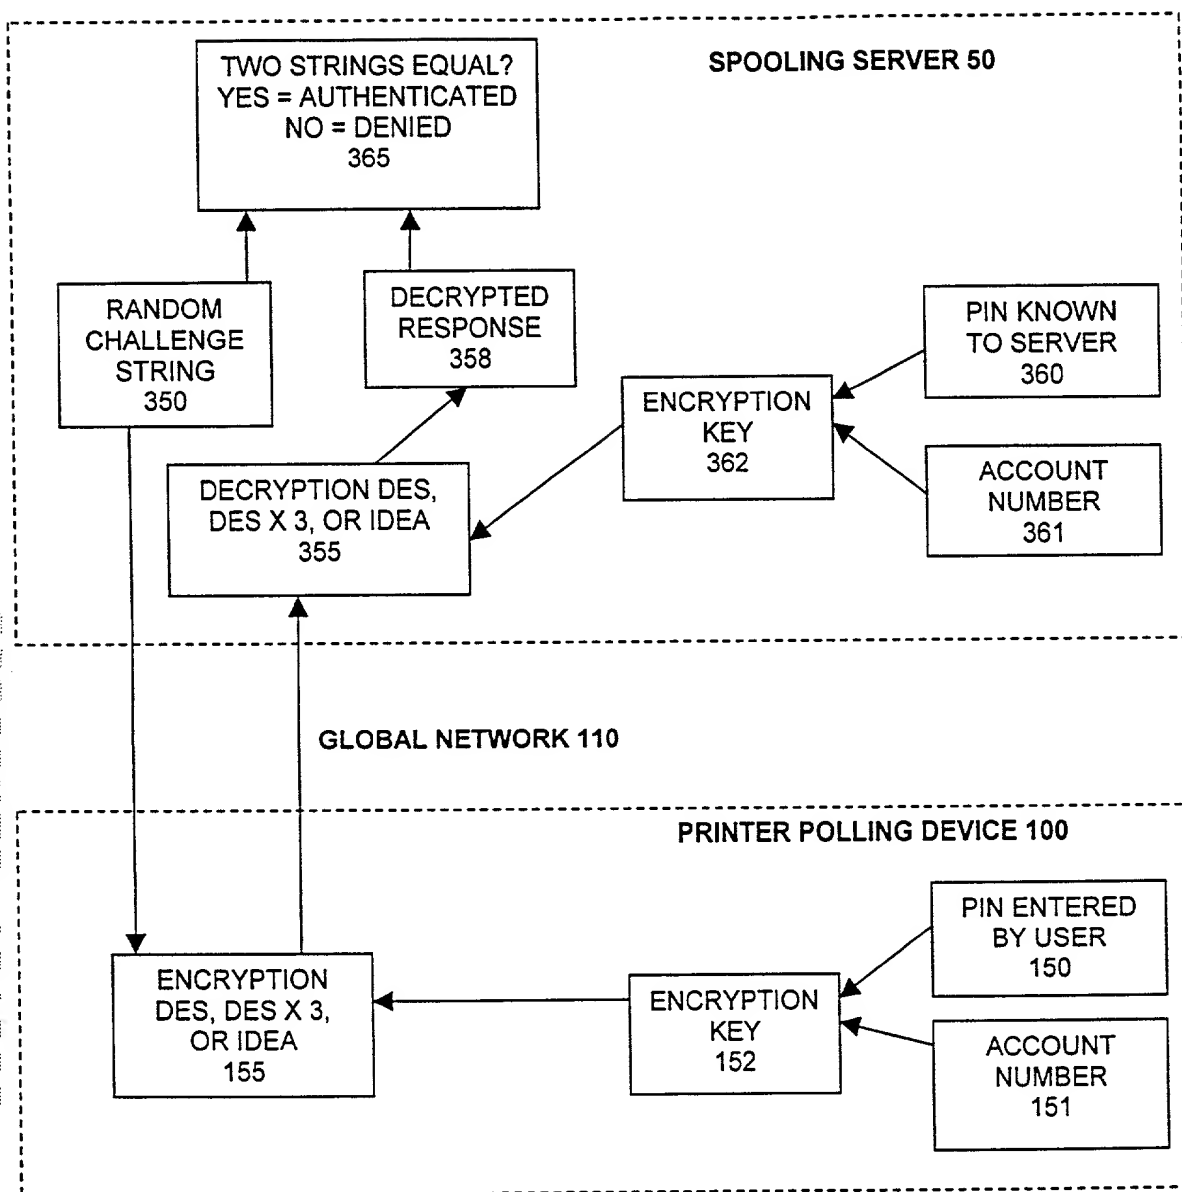 SPOOLING SERVER 50
TWO STRINGS EQUAL?
YES = AUTHENTICATED
NO = DENIED
365
RANDOM
CHALLENGE
STRING
350
DECRYPTED
RESPONSE
358
PIN KNOWN
TO SERVER
360
ENCRYPTION
KEY
362
ACCOUNT
NUMBER
361
DECRYPTION DES,
DES X 3, OR IDEA
355
GLOBAL NETWORK 110
PRINTER POLLING DEVICE 100
PIN ENTERED
BY USER
150
ENCRYPTION
DES, DES X 3,
OR IDEA
155
ENCRYPTION
KEY
152
ACCOUNT
NUMBER
151